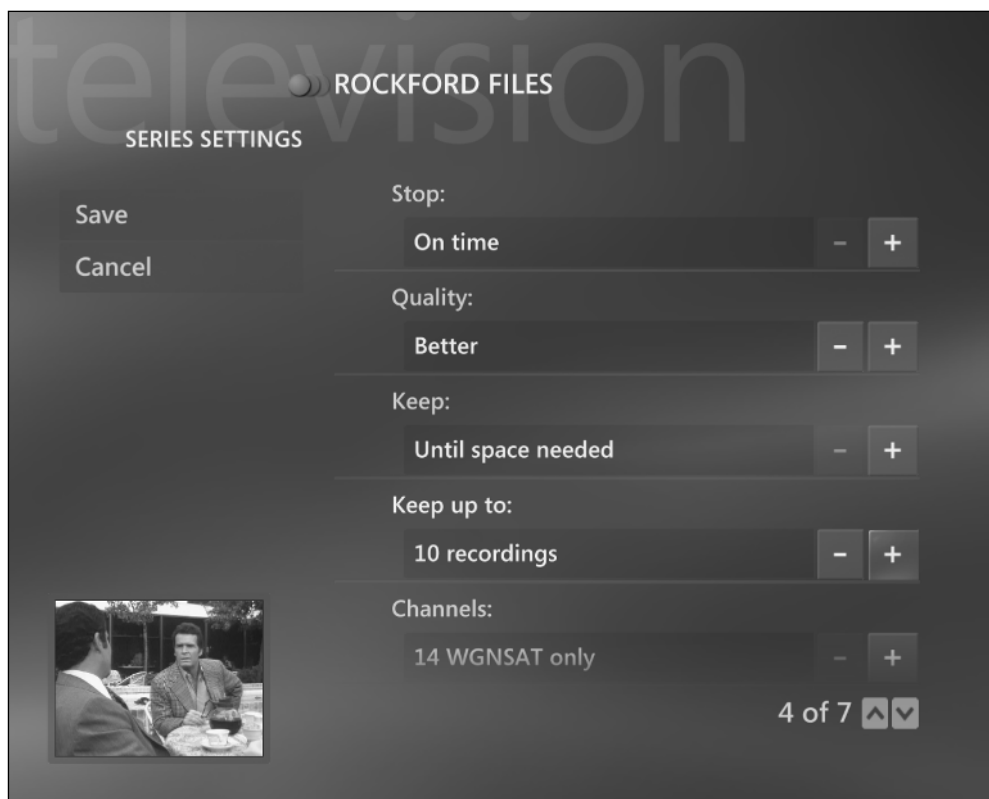 television
ROCKFORD FILES
SERIES SETTINGS
Save
Cancel
Stop:
On time
- +
Quality:
Better
- +
Keep:
Until space needed
- +
Keep up to:
10 recordings
- +
Channels:
14 WGNSAT only
- +
4 of 7